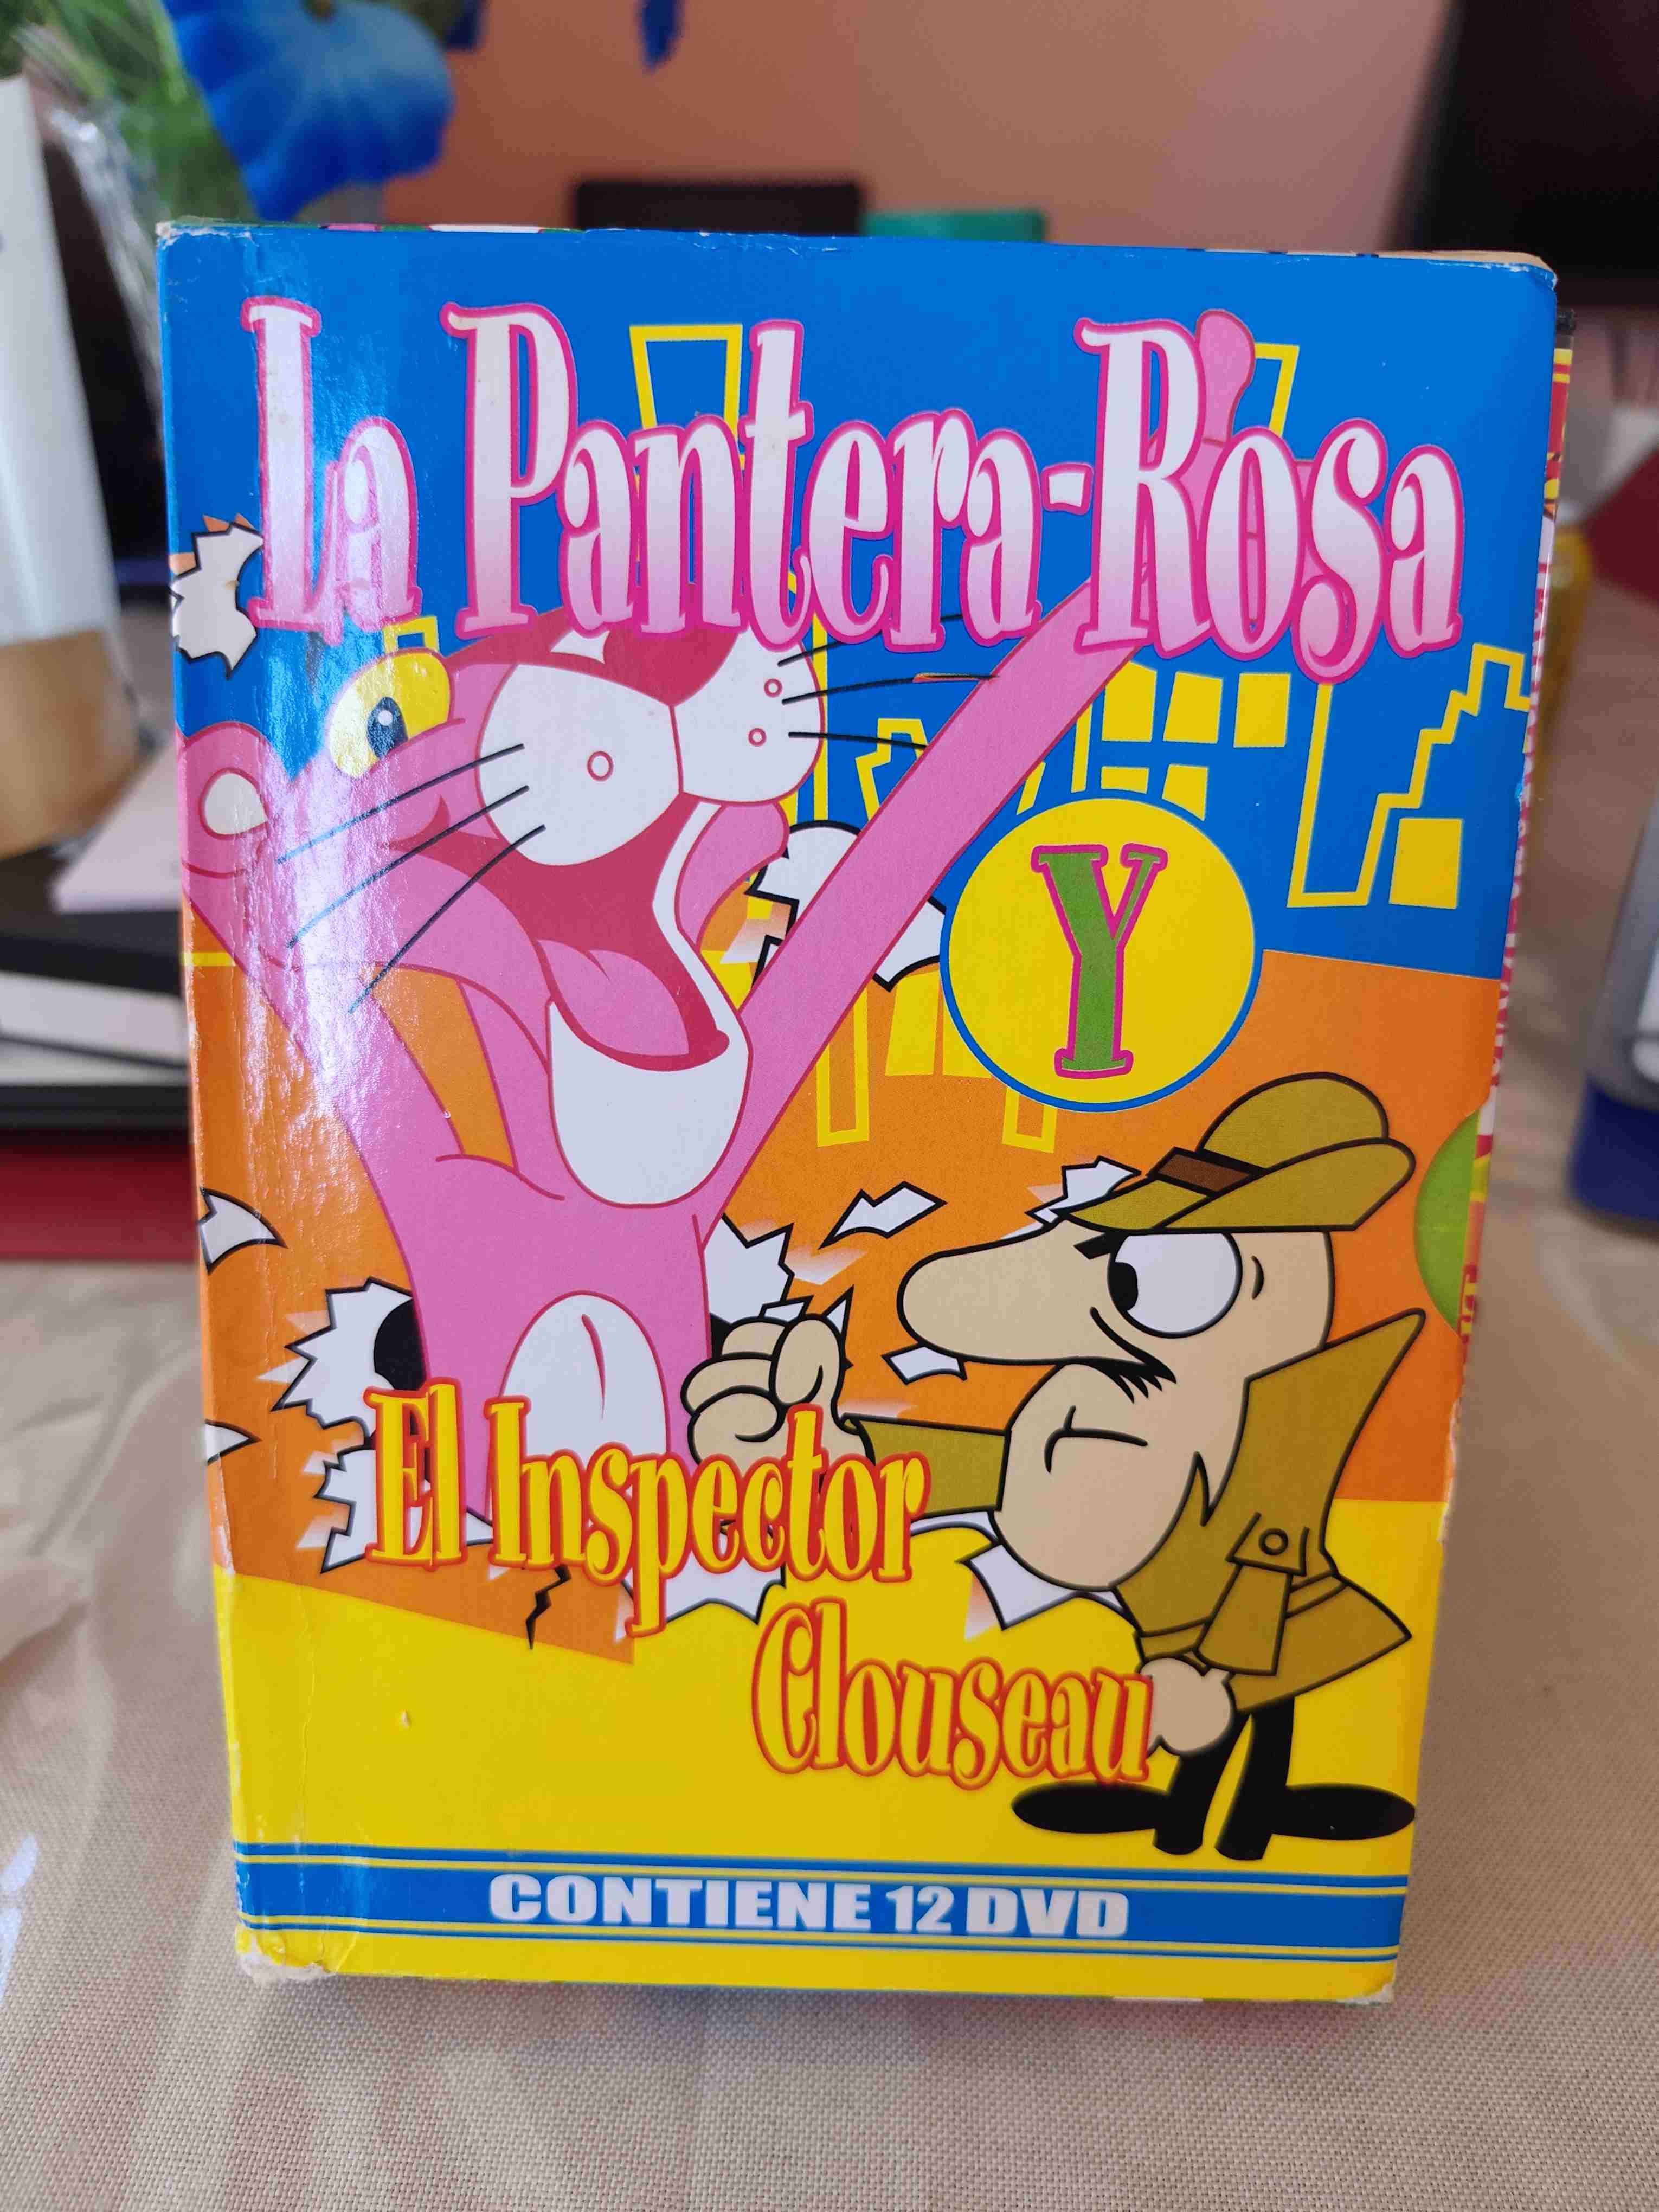 La Pantera-Rosa
Y
El Inspector
Clouseau
CONTIENE 12 DVD